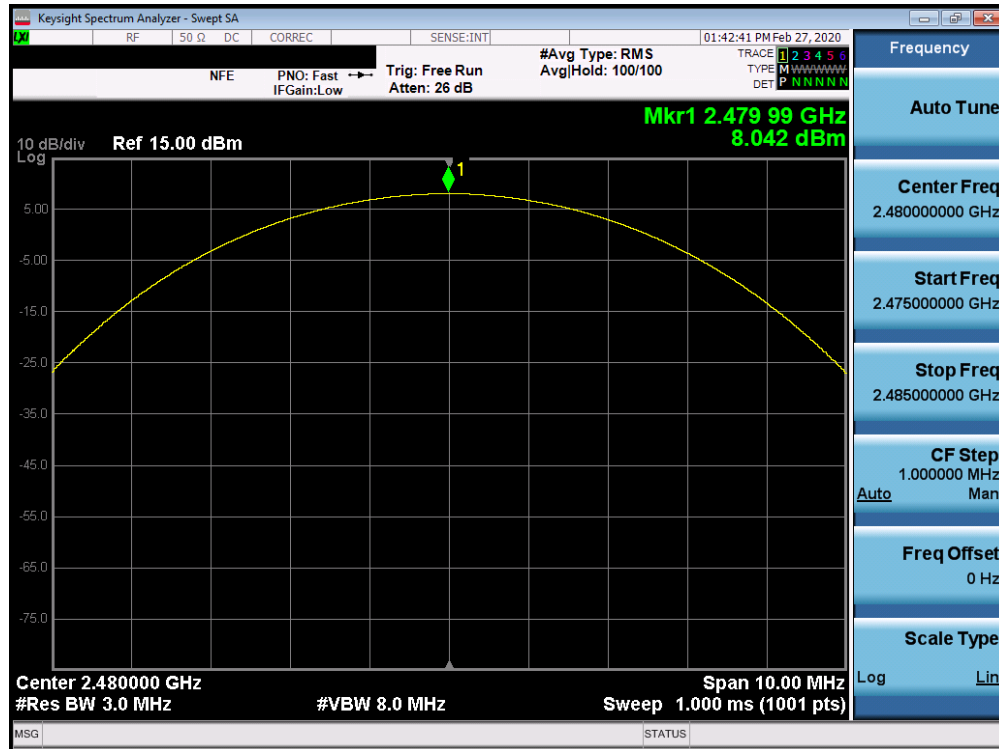 Keysight Spectrum Analyzer - Swept SA
LXI RF 50 Ω DC CORREC SENSE:INT 01:42:41 PM Feb 27, 2020
NFE PNO: Fast Trig: Free Run #Avg Type: RMS TRACE 1 2 3 4 5 6
IFGain:Low Atten: 26 dB Avg|Hold: 100/100 TYPE M WWWWW
DET P N N N N N
Mkr1 2.479 99 GHz
8.042 dBm
10 dB/div Ref 15.00 dBm
Log
1
5.00
-5.00
-15.0
-25.0
-35.0
-45.0
-55.0
-65.0
-75.0
Center 2.480000 GHz Span 10.00 MHz
#Res BW 3.0 MHz #VBW 8.0 MHz Sweep 1.000 ms (1001 pts)
MSG STATUS
Frequency
Auto Tune
Center Freq
2.480000000 GHz
Start Freq
2.475000000 GHz
Stop Freq
2.485000000 GHz
CF Step
1.000000 MHz
Auto Man
Freq Offset
0 Hz
Scale Type
Log Lin